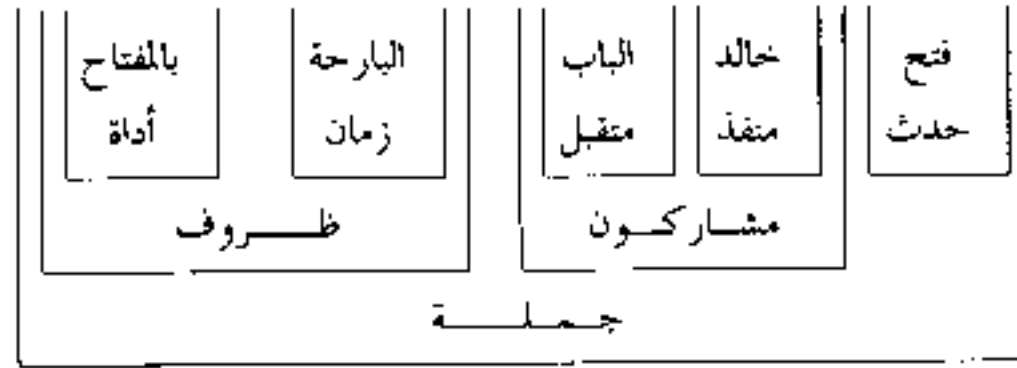 فتح خالد الباب البارحة بالمفتاح
حدث منفذ متقبل زمان أداة
مشاركون ظروف
جملة